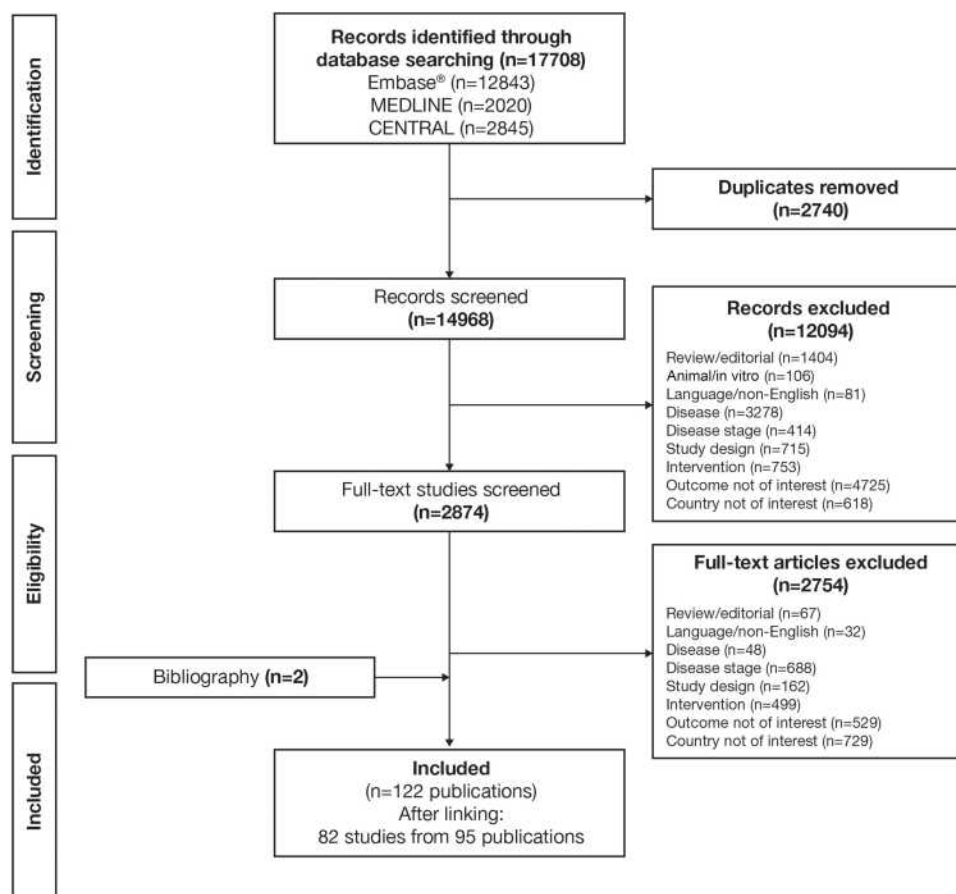 Identification
Records identified through
database searching (n=17708)
Embase® (n=12843)
MEDLINE (n=2020)
CENTRAL (n=2845)
Duplicates removed
(n=2740)
Screening
Records screened
(n=14968)
Records excluded
(n=12094)
Review/editorial (n=1404)
Animal/in vitro (n=106)
Language/non-English (n=81)
Disease (n=3278)
Disease stage (n=414)
Study design (n=715)
Intervention (n=753)
Outcome not of interest (n=4725)
Country not of interest (n=618)
Eligibility
Full-text studies screened
(n=2874)
Full-text articles excluded
(n=2754)
Review/editorial (n=67)
Language/non-English (n=32)
Disease (n=48)
Disease stage (n=688)
Study design (n=162)
Intervention (n=499)
Outcome not of interest (n=529)
Country not of interest (n=729)
Bibliography (n=2)
Included
Included
(n=122 publications)
After linking:
82 studies from 95 publications